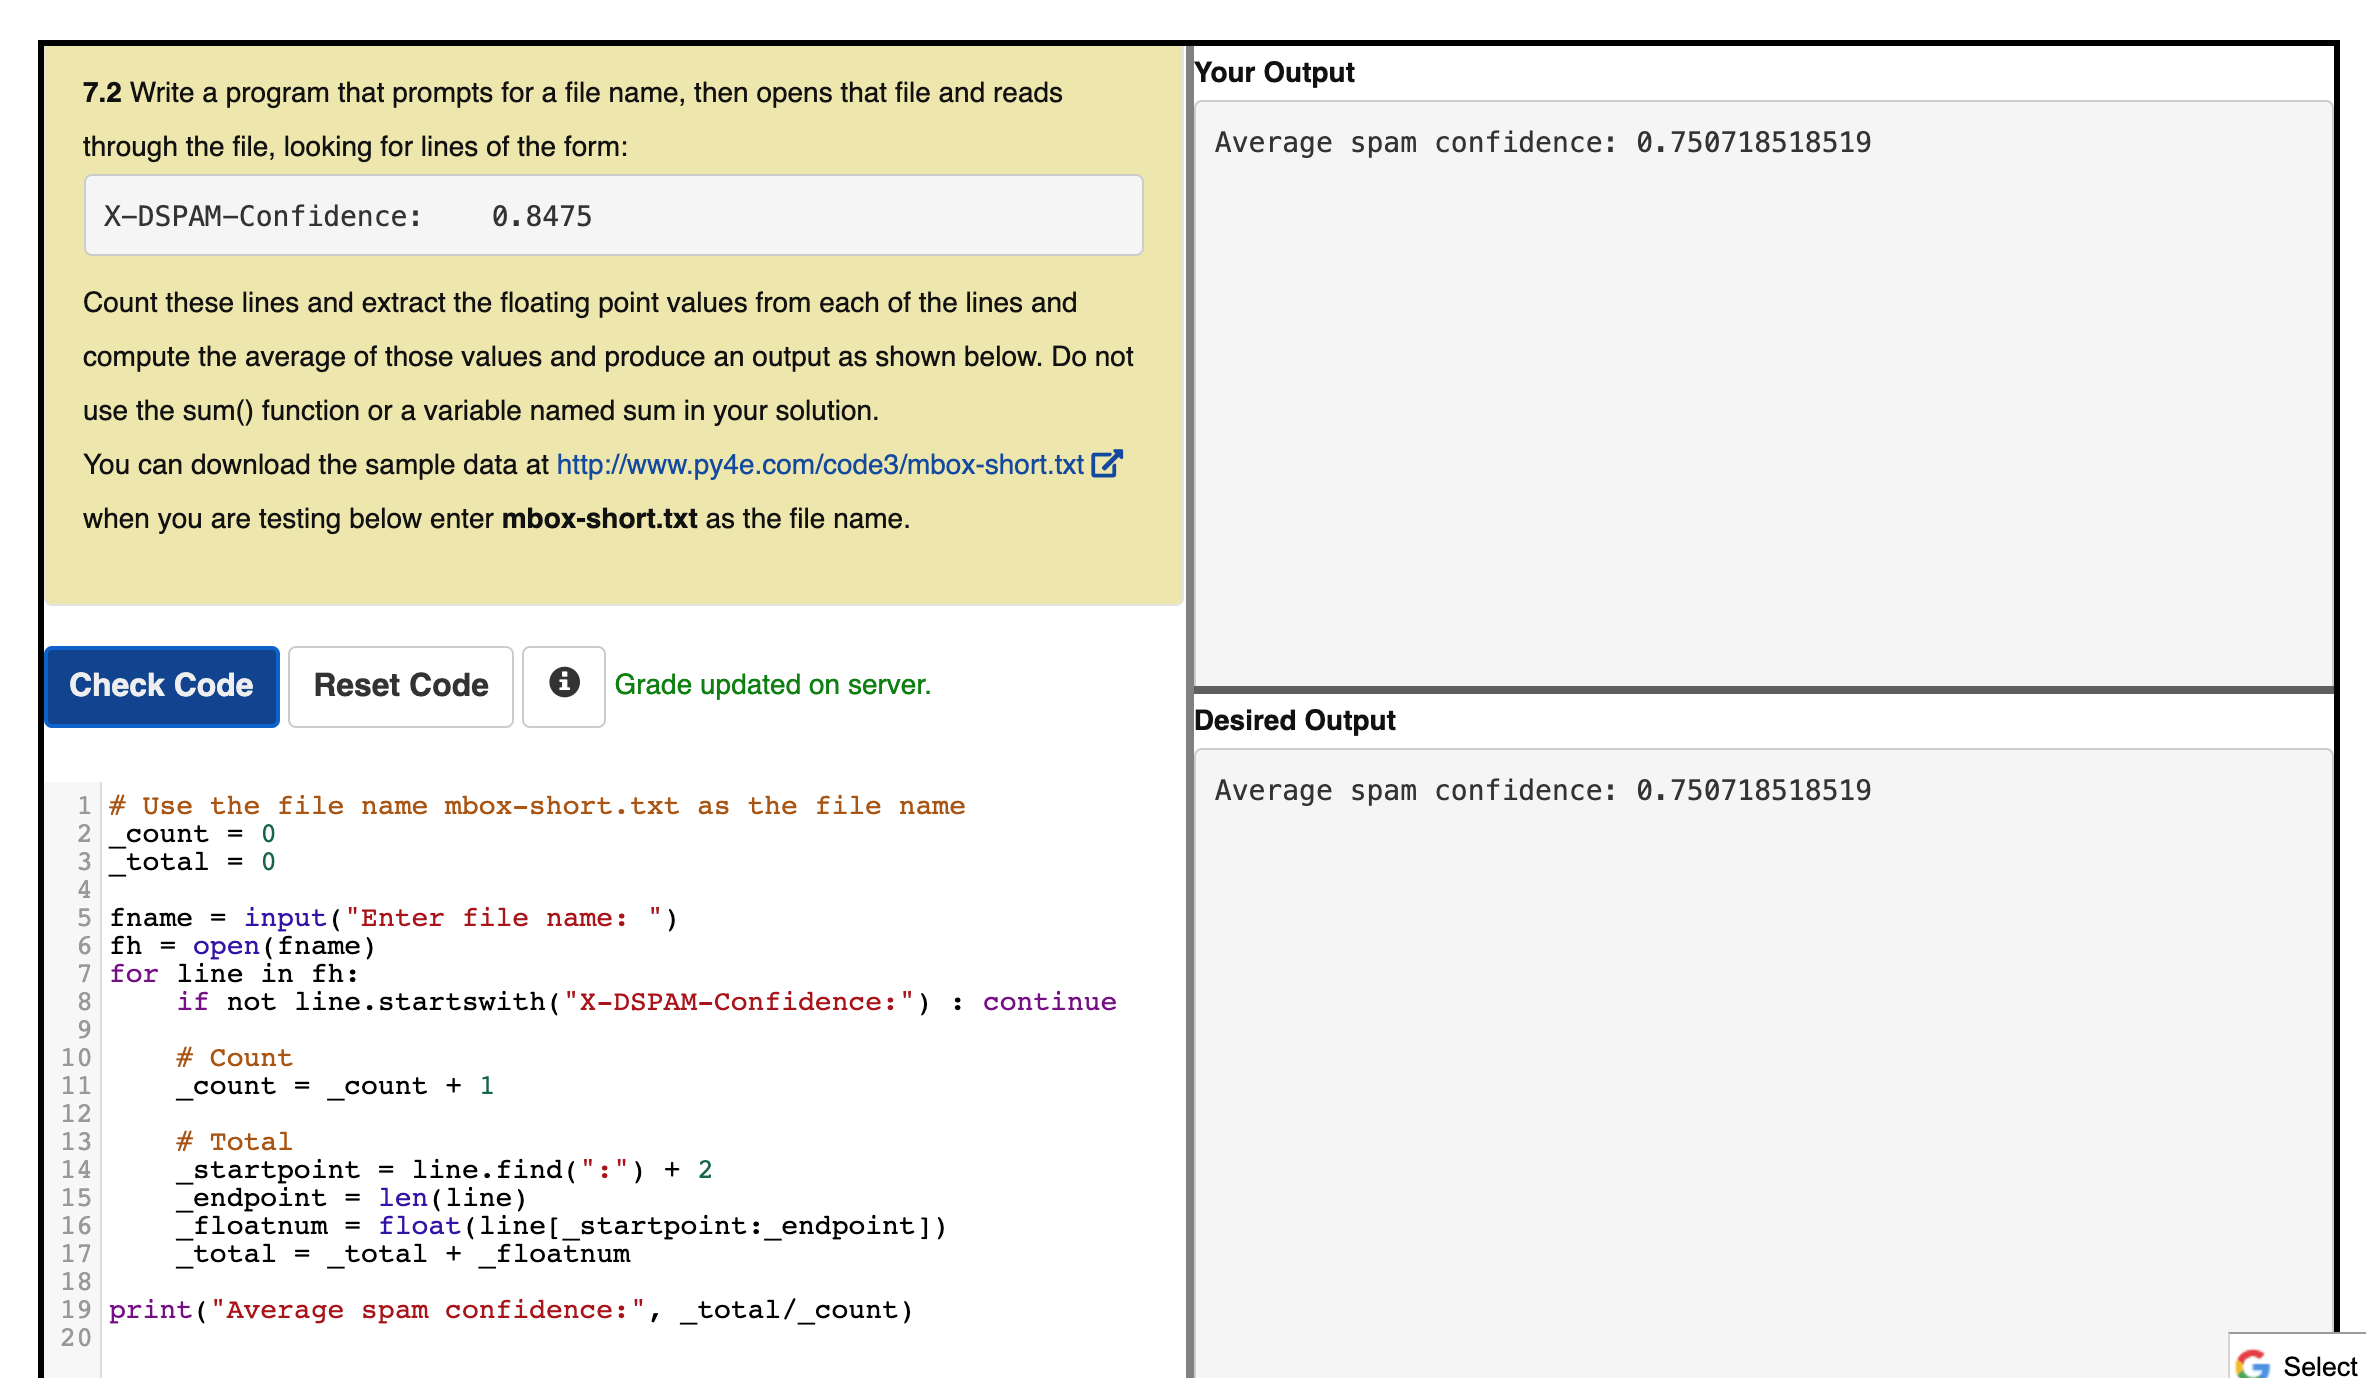 7.2 Write a program that prompts for a file name, then opens that file and reads
through the file, looking for lines of the form:
X-DSPAM-Confidence:    0.8475
Count these lines and extract the floating point values from each of the lines and
compute the average of those values and produce an output as shown below. Do not
use the sum() function or a variable named sum in your solution.
You can download the sample data at http://www.py4e.com/code3/mbox-short.txt
when you are testing below enter mbox-short.txt as the file name.
Check Code Reset Code Grade updated on server.
1 # Use the file name mbox-short.txt as the file name
2 _count = 0
3 _total = 0
4
5 fname = input("Enter file name: ")
6 fh = open(fname)
7 for line in fh:
8     if not line.startswith("X-DSPAM-Confidence:") : continue
9
10     # Count
11     _count = _count + 1
12
13     # Total
14     _startpoint = line.find(":") + 2
15     _endpoint = len(line)
16     _floatnum = float(line[_startpoint:_endpoint])
17     _total = _total + _floatnum
18
19 print("Average spam confidence:", _total/_count)
20
Your Output
Average spam confidence: 0.750718518519
Desired Output
Average spam confidence: 0.750718518519
Select